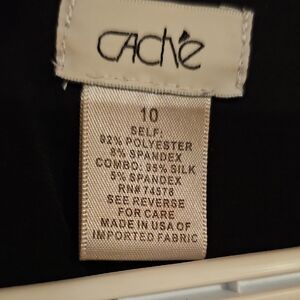 caché
10
SELF:
92% POLYESTER
8% SPANDEX
COMBO: 95% SILK
5% SPANDEX
RN# 74578
SEE REVERSE
FOR CARE
MADE IN USA OF
IMPORTED FABRIC